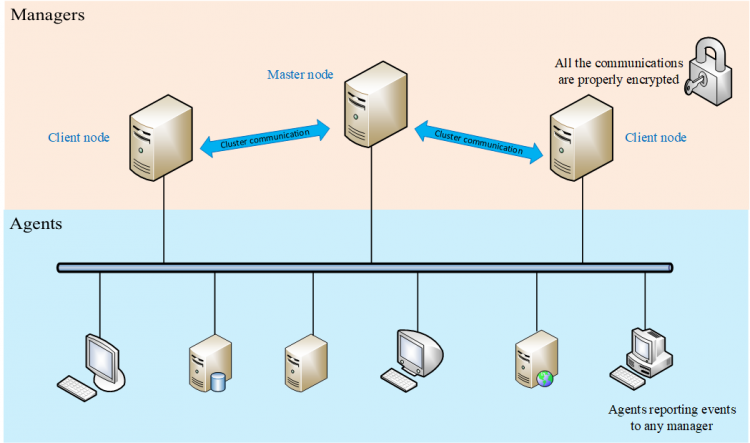 Managers
All the communications
are properly encrypted
Master node
Client node
Cluster communication
Cluster communication
Client node
Agents
Agents reporting events
to any manager